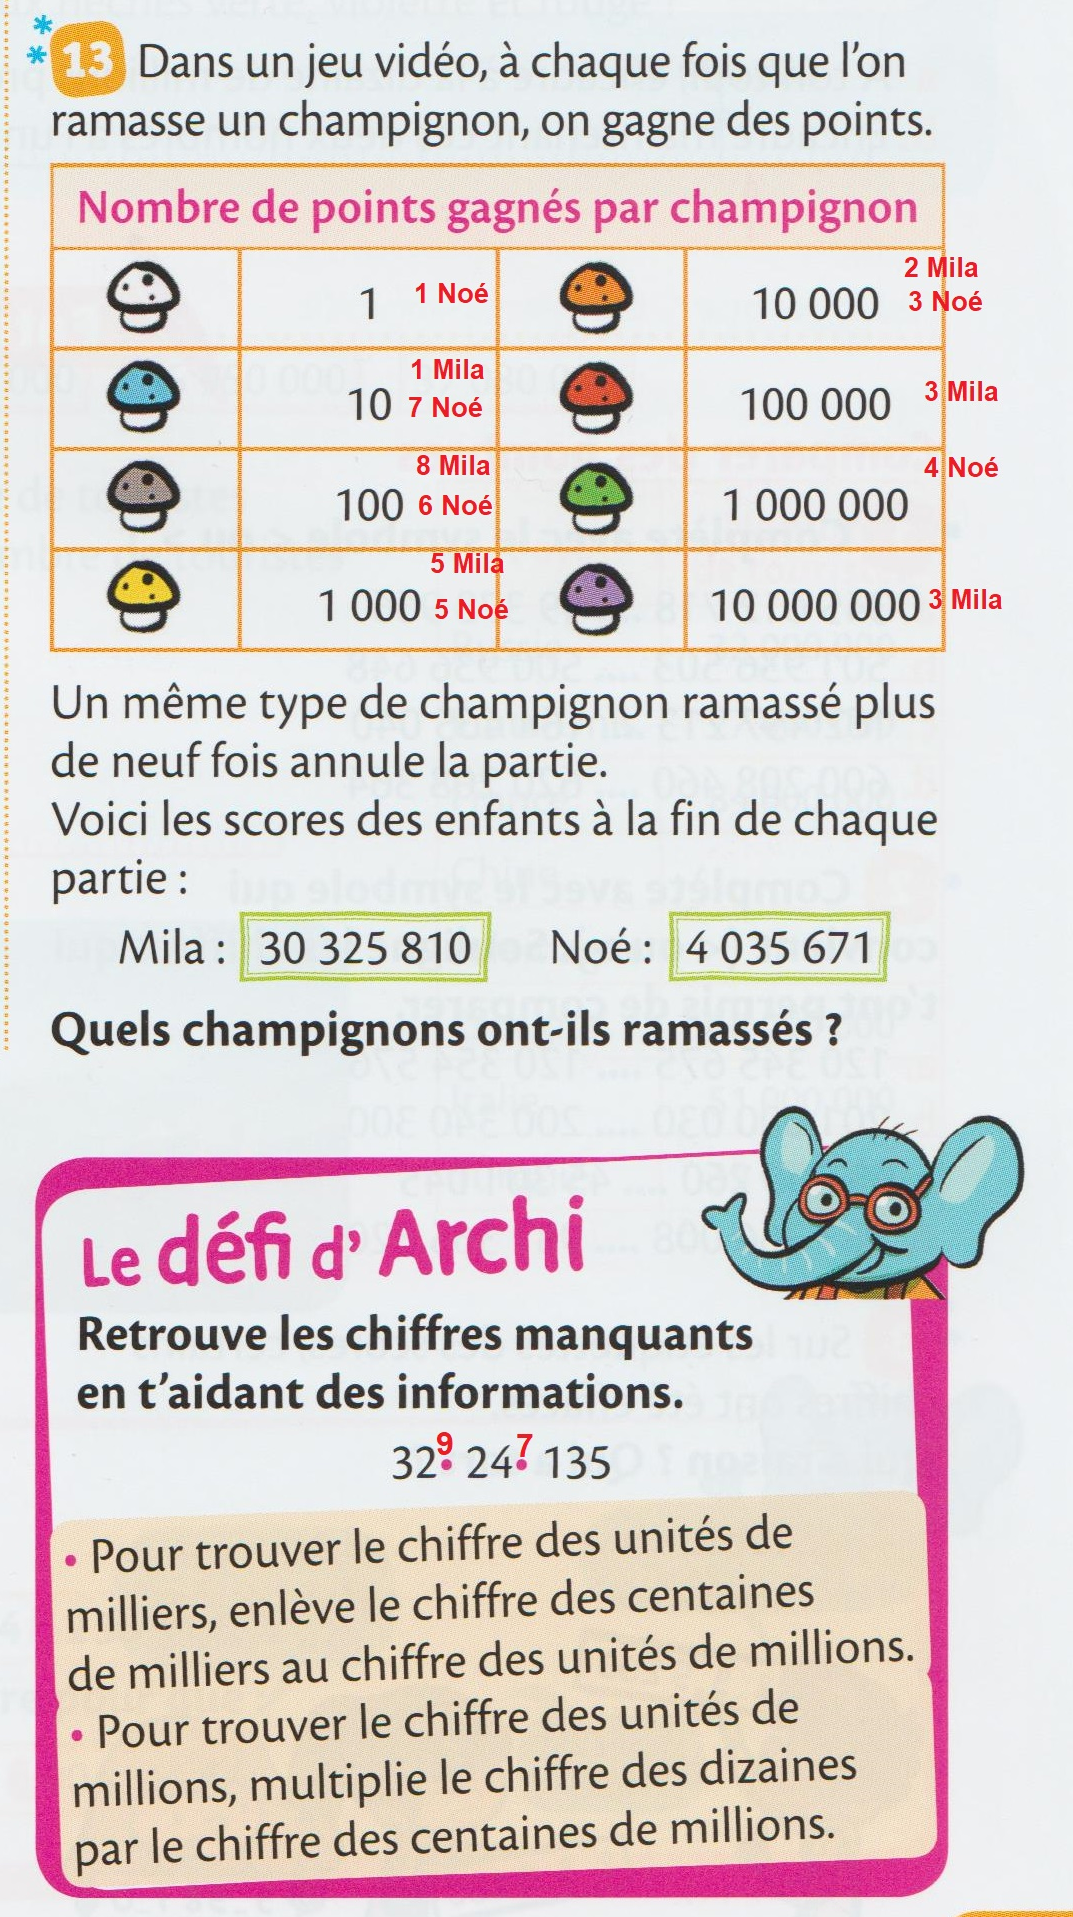 * 13 Dans un jeu vidéo, à chaque fois que l'on
* ramasse un champignon, on gagne des points.
Nombre de points gagnés par champignon
1 1 Noé 10 000 2 Mila 3 Noé
10 1 Mila 7 Noé 100 000 3 Mila
100 8 Mila 6 Noé 1 000 000 4 Noé
1 000 5 Mila 5 Noé 10 000 000 3 Mila
Un même type de champignon ramassé plus
de neuf fois annule la partie.
Voici les scores des enfants à la fin de chaque
partie :
Mila : 30 325 810 Noé : 4 035 671
Quels champignons ont-ils ramassés ?
Le défi d'Archi
Retrouve les chiffres manquants
en t'aidant des informations.
9 7
32• 24• 135
• Pour trouver le chiffre des unités de
milliers, enlève le chiffre des centaines
de milliers au chiffre des unités de millions.
• Pour trouver le chiffre des unités de
millions, multiplie le chiffre des dizaines
par le chiffre des centaines de millions.